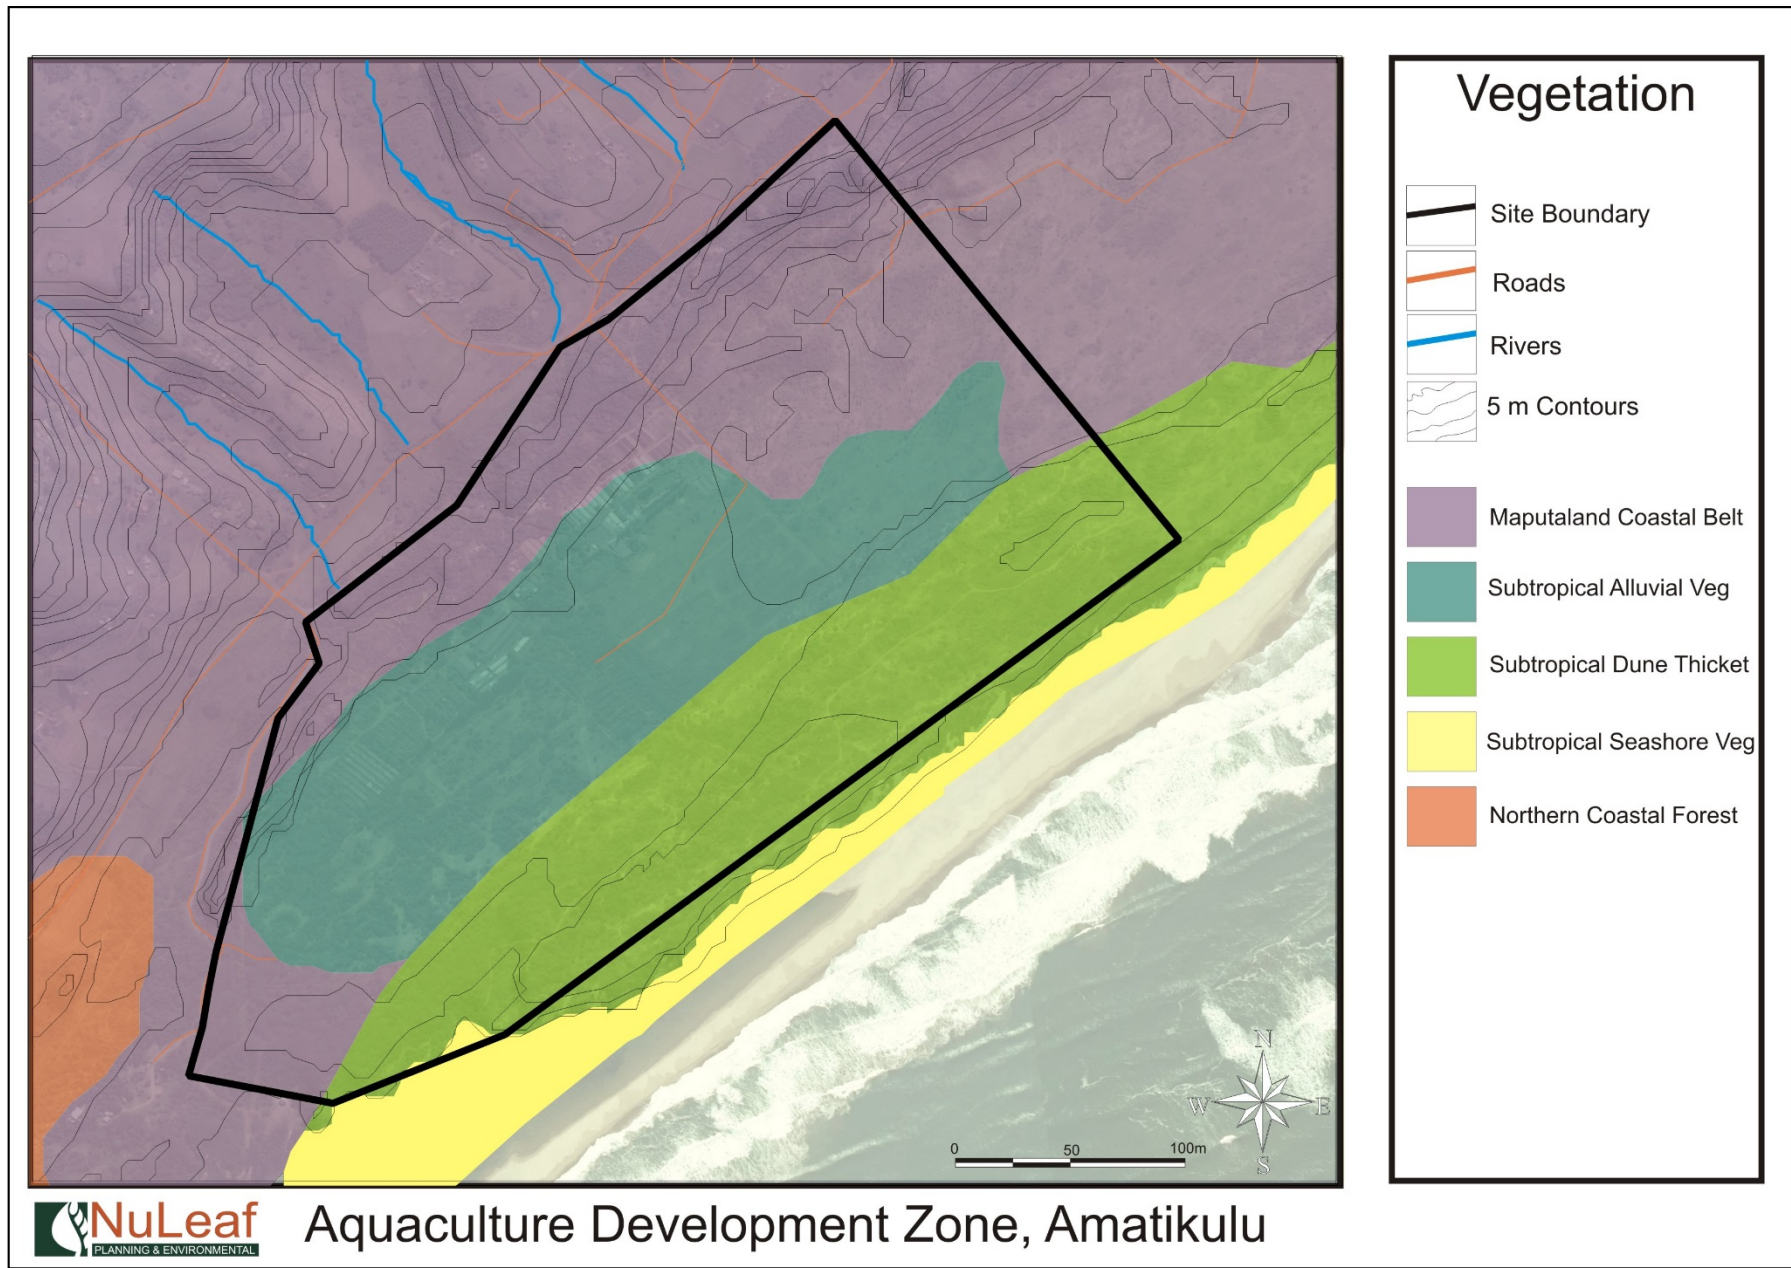 Vegetation
Site Boundary
Roads
Rivers
5 m Contours
Maputaland Coastal Belt
Subtropical Alluvial Veg
Subtropical Dune Thicket
Subtropical Seashore Veg
Northern Coastal Forest
N
W E
S
0 50 100m
NuLeaf
PLANNING & ENVIRONMENTAL
Aquaculture Development Zone, Amatikulu